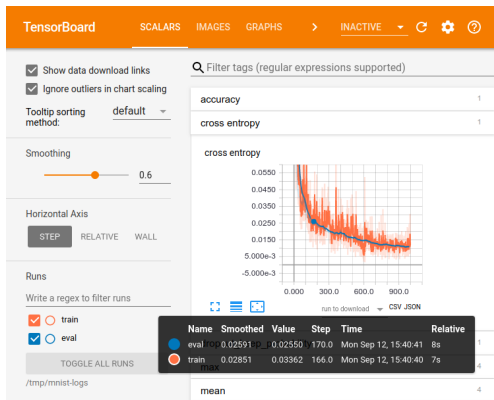 TensorBoard SCALARS IMAGES GRAPHS INACTIVE
Show data download links
Ignore outliers in chart scaling
Tooltip sorting method: default
Smoothing
0.6
Horizontal Axis
STEP RELATIVE WALL
Runs
Write a regex to filter runs
train
eval
TOGGLE ALL RUNS
/tmp/mnist-logs
Filter tags (regular expressions supported)
accuracy 1
cross entropy 1
cross entropy
0.0550
0.0450
0.0350
0.0250
0.0150
5.000e-3
-5.000e-3
0.000 300.0 600.0 900.0
run to download CSV JSON
Name Smoothed Value Step Time Relative
eval 0.02591 0.02550 170.0 Mon Sep 12, 15:40:41 8s
train 0.02851 0.03362 166.0 Mon Sep 12, 15:40:40 7s
max 4
mean 4